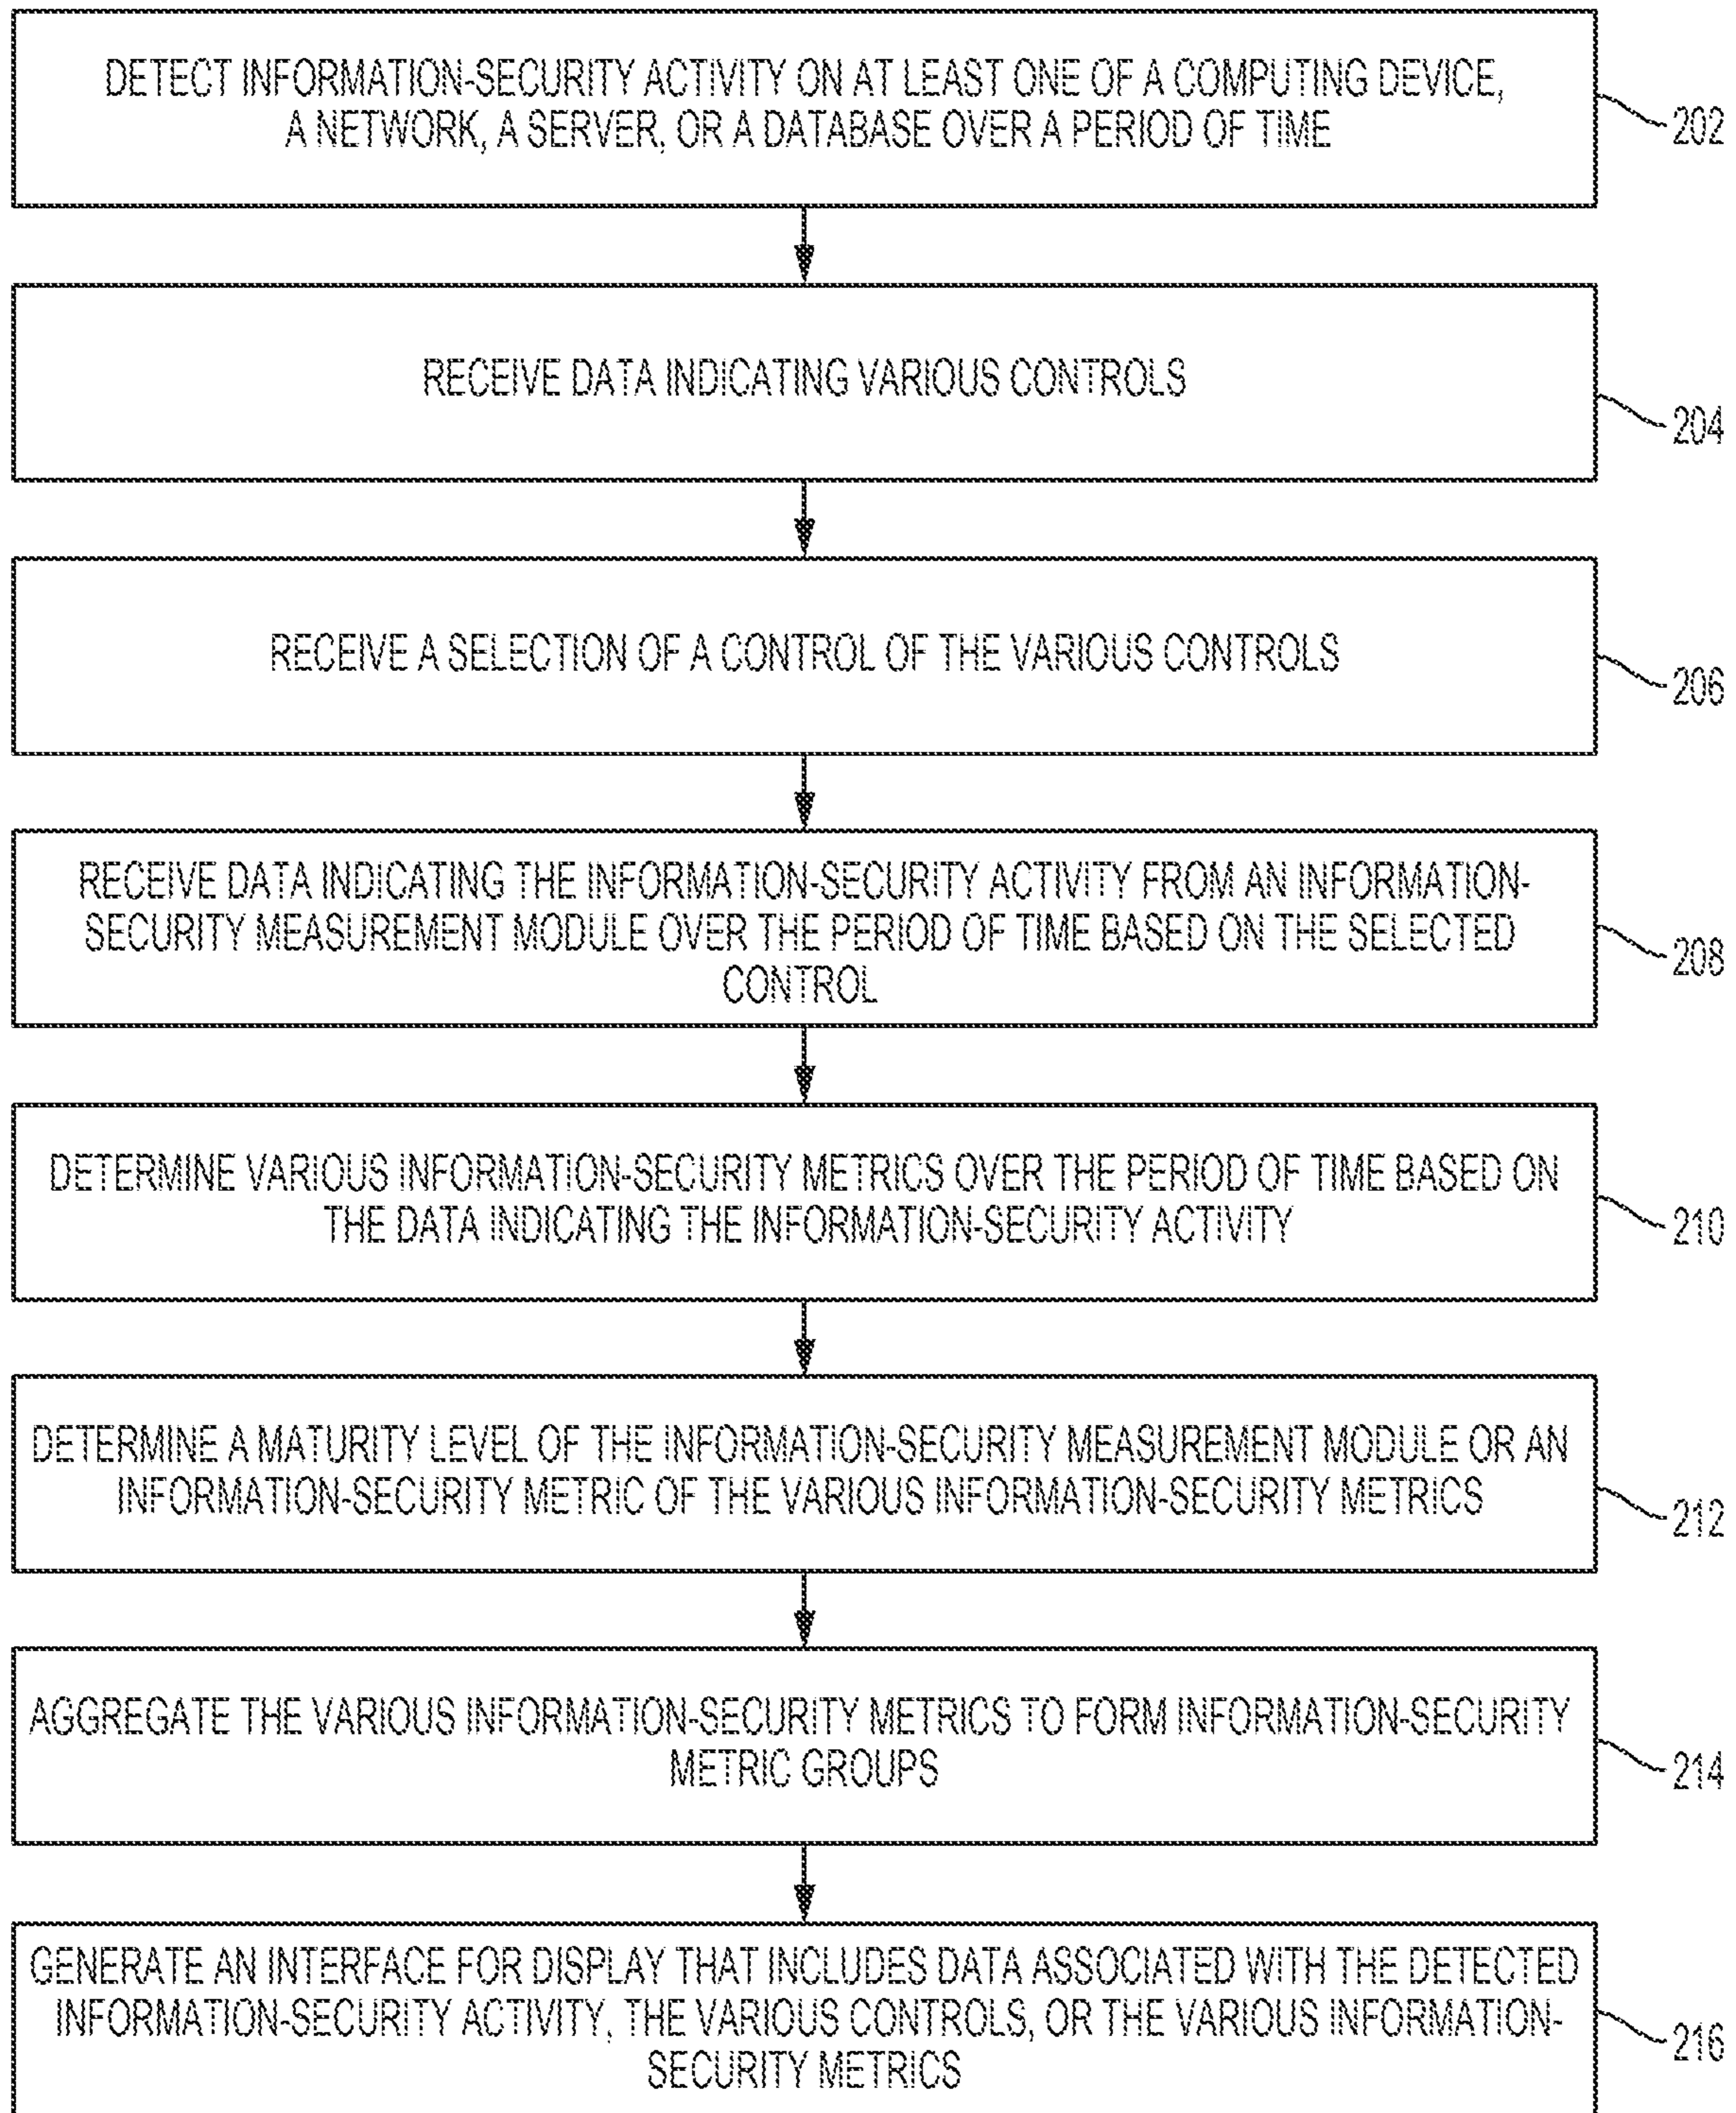 DETECT INFORMATION-SECURITY ACTIVITY ON AT LEAST ONE OF A COMPUTING DEVICE,
A NETWORK, A SERVER, OR A DATABASE OVER A PERIOD OF TIME
202
RECEIVE DATA INDICATING VARIOUS CONTROLS
204
RECEIVE A SELECTION OF A CONTROL OF THE VARIOUS CONTROLS
206
RECEIVE DATA INDICATING THE INFORMATION-SECURITY ACTIVITY FROM AN INFORMATION-
SECURITY MEASUREMENT MODULE OVER THE PERIOD OF TIME BASED ON THE SELECTED
CONTROL
208
DETERMINE VARIOUS INFORMATION-SECURITY METRICS OVER THE PERIOD OF TIME BASED ON
THE DATA INDICATING THE INFORMATION-SECURITY ACTIVITY
210
DETERMINE A MATURITY LEVEL OF THE INFORMATION-SECURITY MEASUREMENT MODULE OR AN
INFORMATION-SECURITY METRIC OF THE VARIOUS INFORMATION-SECURITY METRICS
212
AGGREGATE THE VARIOUS INFORMATION-SECURITY METRICS TO FORM INFORMATION-SECURITY
METRIC GROUPS
214
GENERATE AN INTERFACE FOR DISPLAY THAT INCLUDES DATA ASSOCIATED WITH THE DETECTED
INFORMATION-SECURITY ACTIVITY, THE VARIOUS CONTROLS, OR THE VARIOUS INFORMATION-
SECURITY METRICS
216